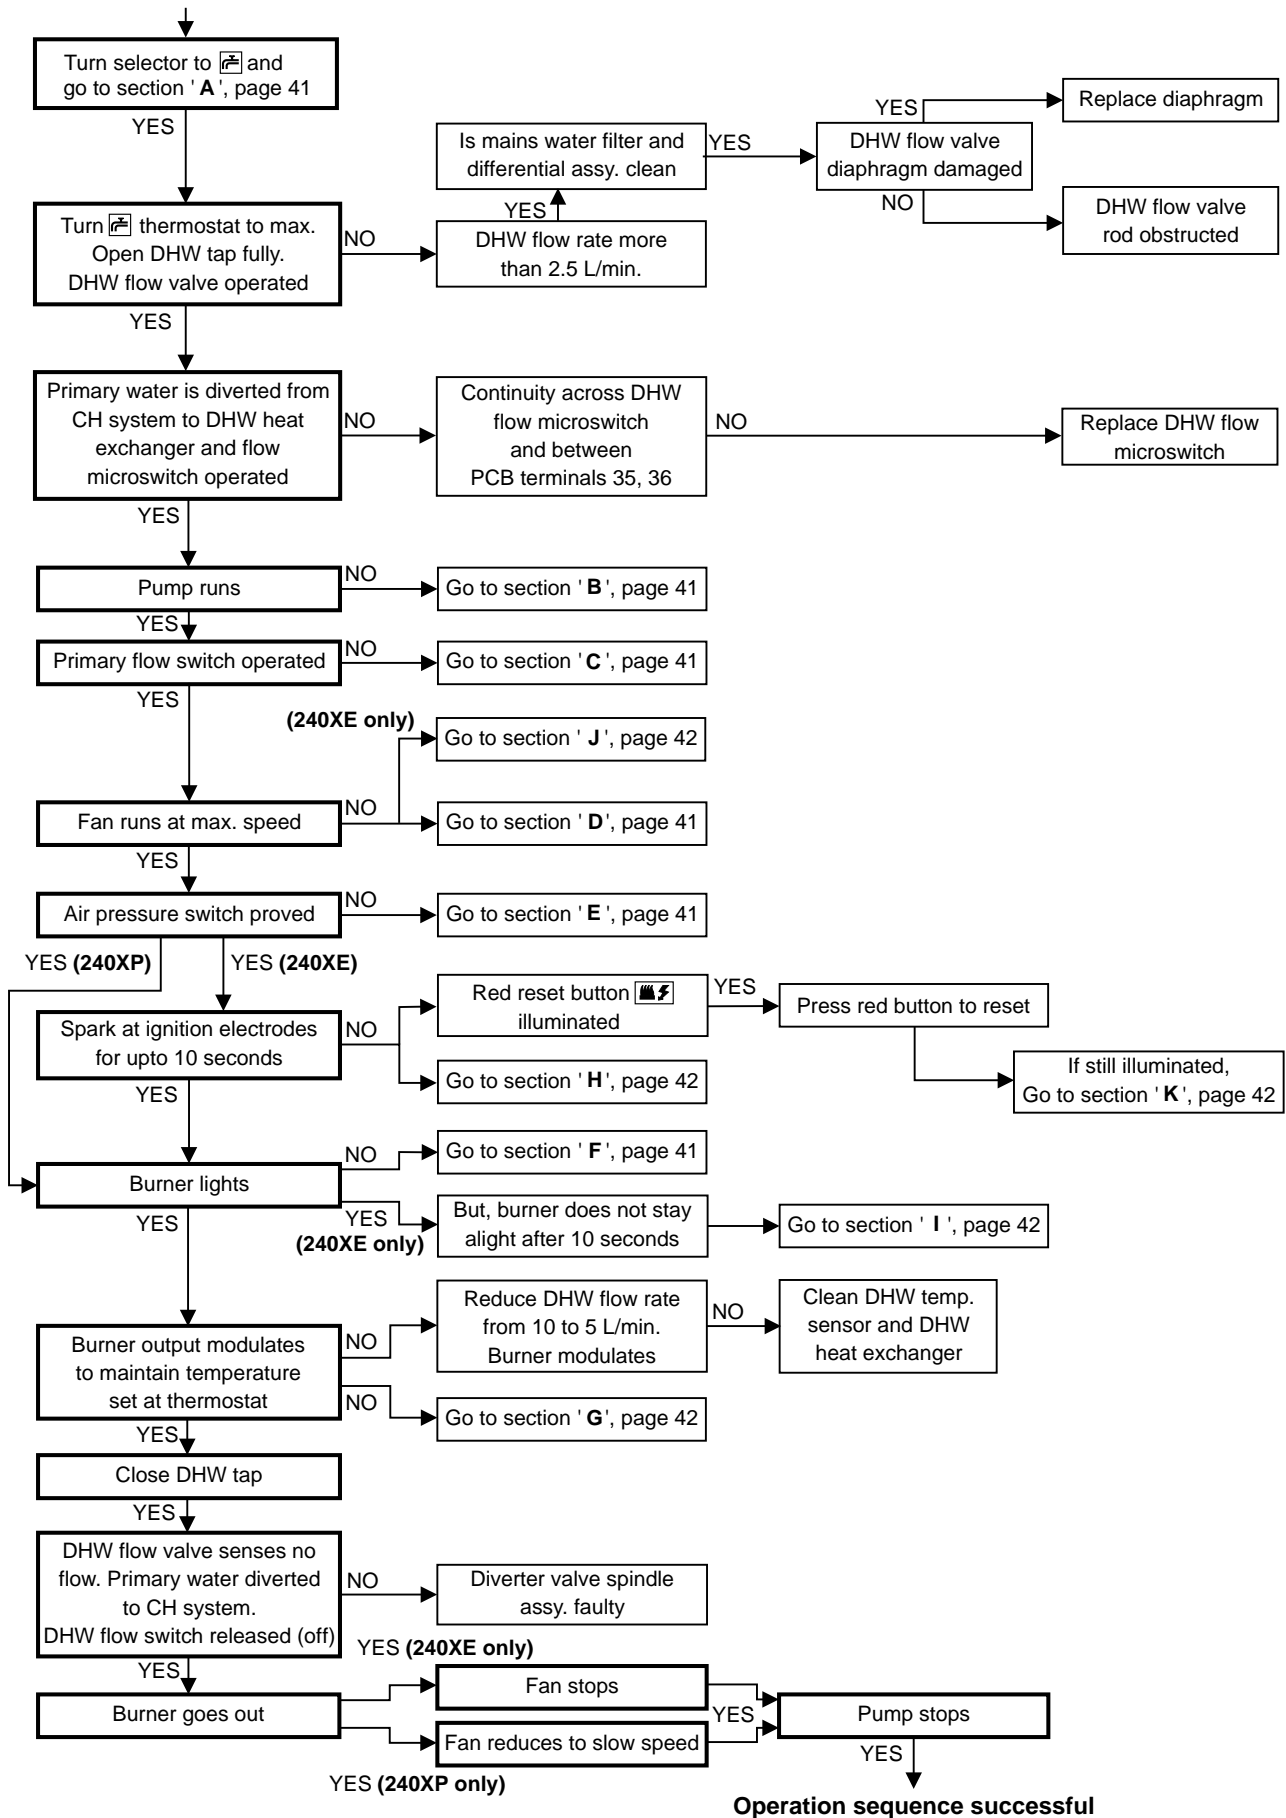 Turn selector to and
go to section ' A ', page 41
YES
Turn thermostat to max.
Open DHW tap fully.
DHW flow valve operated
NO
DHW flow rate more
than 2.5 L/min.
YES
Is mains water filter and
differential assy. clean
YES
DHW flow valve
diaphragm damaged
YES
Replace diaphragm
NO
DHW flow valve
rod obstructed
YES
Primary water is diverted from
CH system to DHW heat
exchanger and flow
microswitch operated
NO
Continuity across DHW
flow microswitch
and between
PCB terminals 35, 36
NO
Replace DHW flow
microswitch
YES
Pump runs
NO
Go to section ' B ', page 41
YES
Primary flow switch operated
NO
Go to section ' C ', page 41
YES
(240XE only)
Go to section ' J ', page 42
Fan runs at max. speed
NO
Go to section ' D ', page 41
YES
Air pressure switch proved
NO
Go to section ' E ', page 41
YES (240XP)
YES (240XE)
Spark at ignition electrodes
for upto 10 seconds
NO
Red reset button
illuminated
YES
Press red button to reset
If still illuminated,
Go to section ' K ', page 42
Go to section ' H ', page 42
YES
Burner lights
NO
Go to section ' F ', page 41
YES
(240XE only)
But, burner does not stay
alight after 10 seconds
Go to section ' I ', page 42
YES
Burner output modulates
to maintain temperature
set at thermostat
NO
Reduce DHW flow rate
from 10 to 5 L/min.
Burner modulates
NO
Clean DHW temp.
sensor and DHW
heat exchanger
NO
Go to section ' G ', page 42
YES
Close DHW tap
YES
DHW flow valve senses no
flow. Primary water diverted
to CH system.
DHW flow switch released (off)
NO
Diverter valve spindle
assy. faulty
YES
Burner goes out
YES (240XE only)
Fan stops
YES
Pump stops
Fan reduces to slow speed
YES (240XP only)
YES
Operation sequence successful